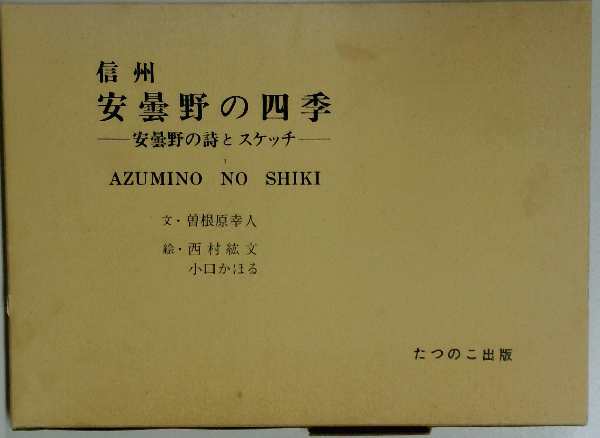 信州
安曇野の四季
―安曇野の詩とスケッチ―
AZUMINO NO SHIKI
文・曽根原幸人
絵・西村紘文
小口かほる
たつのこ出版